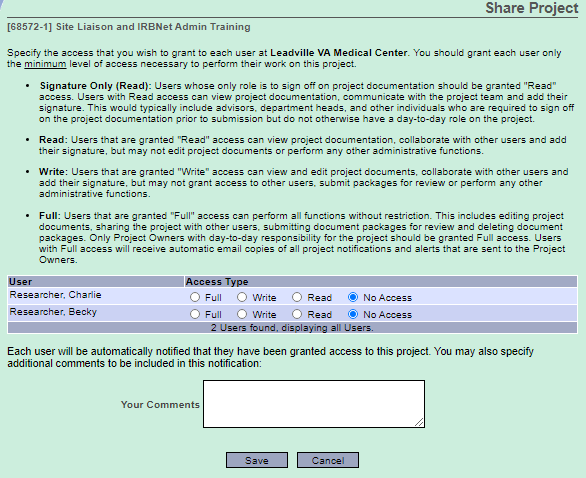 Share Project
[68572-1] Site Liaison and IRBNet Admin Training
Specify the access that you wish to grant to each user at Leadville VA Medical Center. You should grant each user only
the minimum level of access necessary to perform their work on this project.
• Signature Only (Read): Users whose only role is to sign off on project documentation should be granted "Read"
access. Users with Read access can view project documentation, communicate with the project team and add their
signature. This would typically include advisors, department heads, and other individuals who are required to sign off
on the project documentation prior to submission but do not otherwise have a day-to-day role on the project.
• Read: Users that are granted "Read" access can view project documentation, collaborate with other users and add
their signature, but may not edit project documents or perform any other administrative functions.
• Write: Users that are granted "Write" access can view and edit project documents, collaborate with other users and
add their signature, but may not grant access to other users, submit packages for review or perform any other
administrative functions.
• Full: Users that are granted "Full" access can perform all functions without restriction. This includes editing project
documents, sharing the project with other users, submitting document packages for review and deleting document
packages. Only Project Owners with day-to-day responsibility for the project should be granted Full access. Users
with Full access will receive automatic email copies of all project notifications and alerts that are sent to the Project
Owners.
User Access Type
Researcher, Charlie Full Write Read No Access
Researcher, Becky Full Write Read No Access
2 Users found, displaying all Users.
Each user will be automatically notified that they have been granted access to this project. You may also specify
additional comments to be included in this notification:
Your Comments
Save Cancel